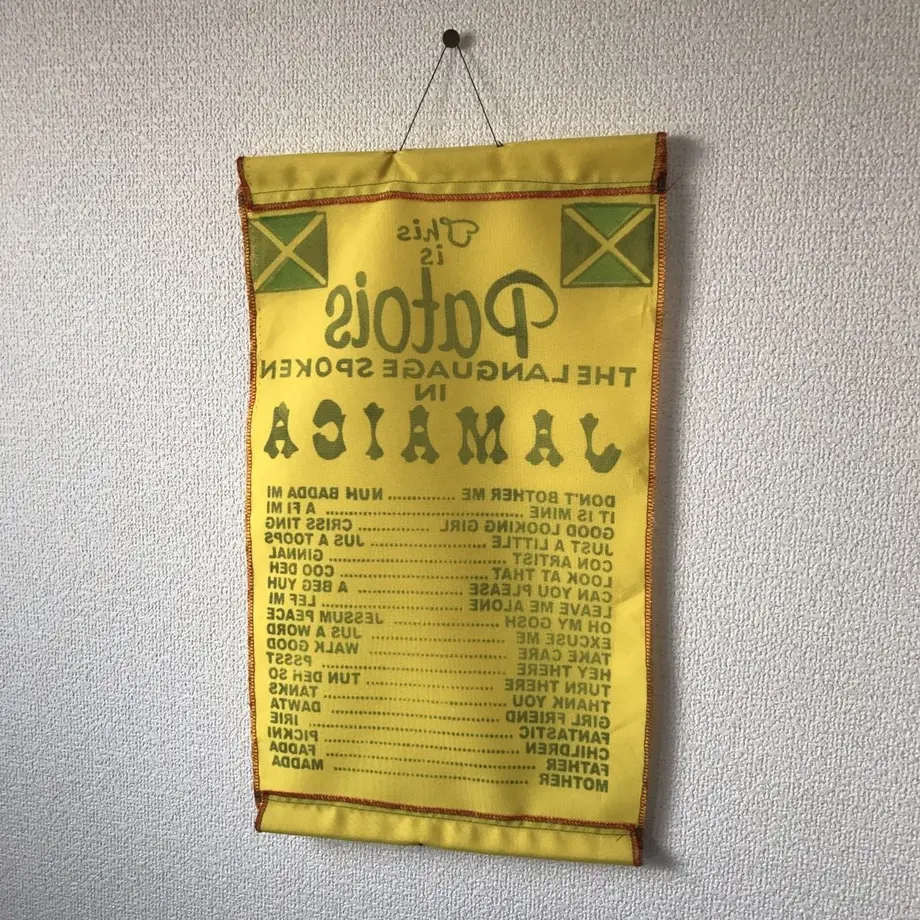 This
is
Patois
THE LANGUAGE SPOKEN
IN
JAMAICA
DON'T BOTHER ME ............ NUH BADDA MI
IT IS MINE ............ A FI MI
GOOD LOOKING GIRL ............ CRISS TING
JUST A LITTLE ............ JUS A TOOPS
CON ARTIST ............ GINNAL
LOOK AT THAT ............ COO DEH
CAN YOU PLEASE ............ A BEG YUH
LEAVE ME ALONE ............ LEF MI
OH MY GOSH ............ JESSUM PEACE
EXCUSE ME ............ JUS A WORD
TAKE CARE ............ WALK GOOD
HEY THERE ............ PSSST
TURN THERE ............ TUN DEH SO
THANK YOU ............ TANKS
GIRL FRIEND ............ DAWTA
FANTASTIC ............ IRIE
CHILDREN ............ PICKNI
FATHER ............ FADDA
MOTHER ............ MADDA